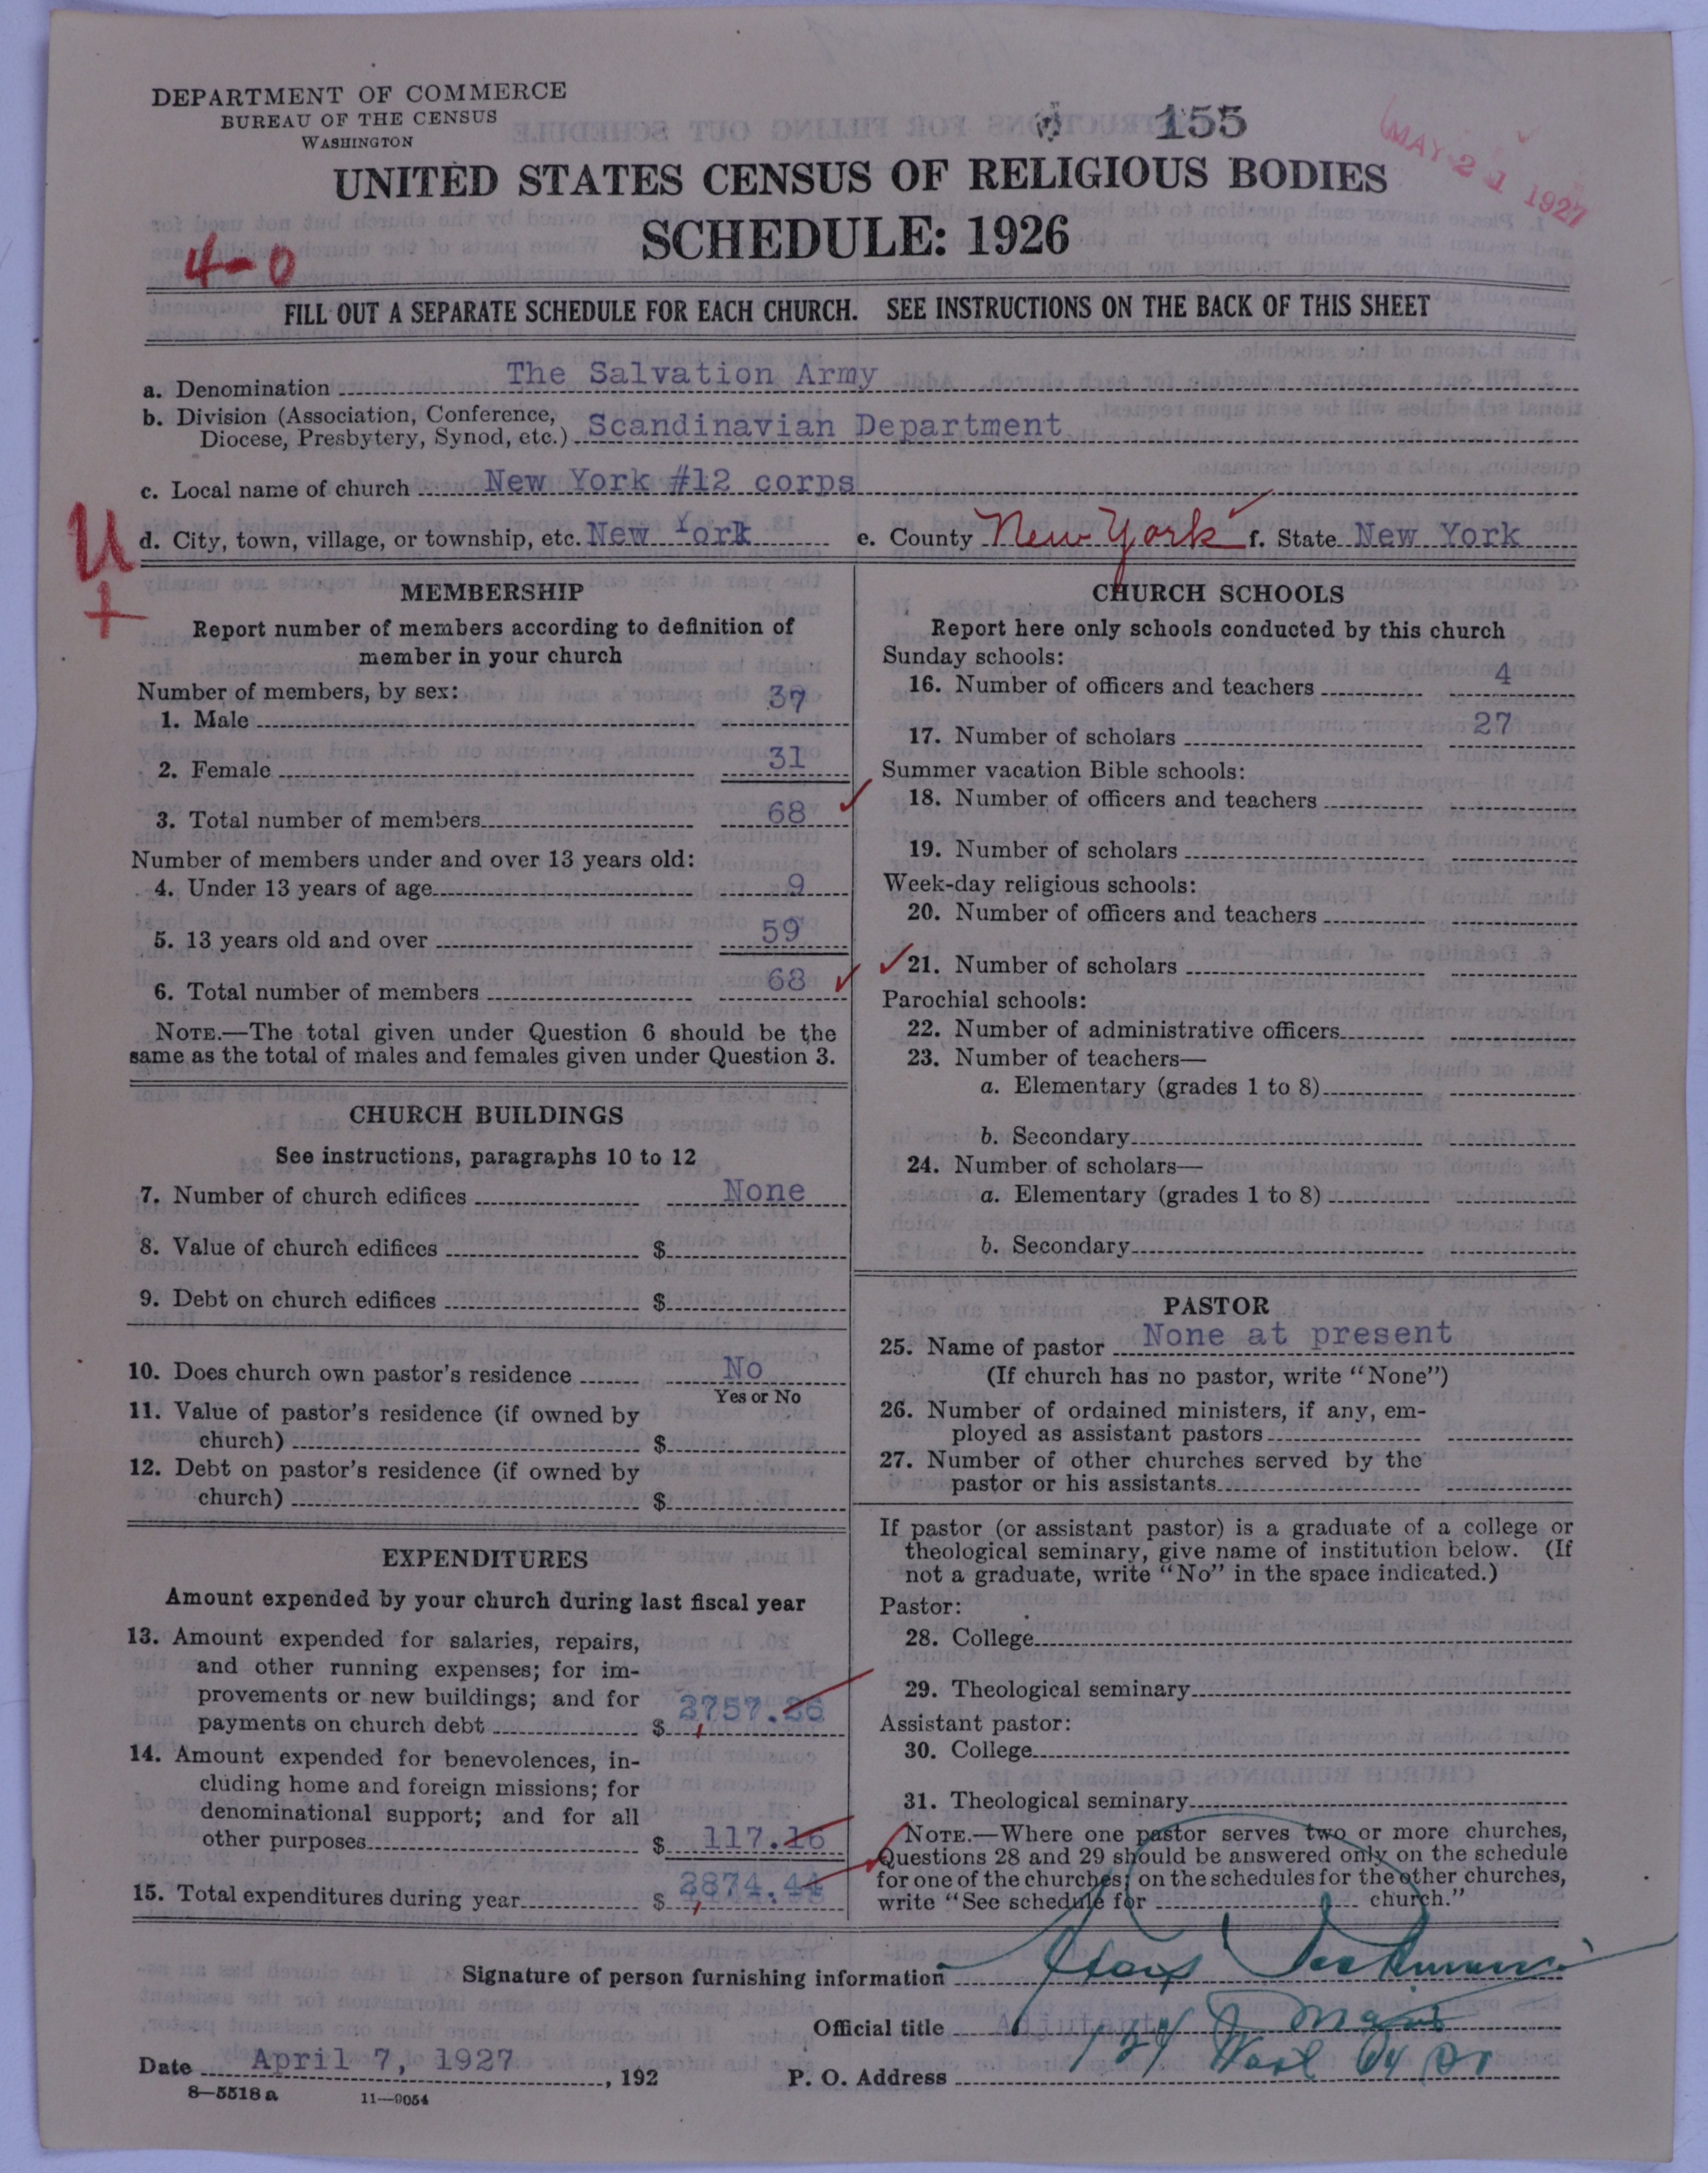 DEPARTMENT OF COMMERCE
BUREAU OF THE CENSUS
WASHINGTON
155
MAY 21 1927
UNITED STATES CENSUS OF RELIGIOUS BODIES
SCHEDULE: 1926
4-0
FILL OUT A SEPARATE SCHEDULE FOR EACH CHURCH. SEE INSTRUCTIONS ON THE BACK OF THIS SHEET
a. Denomination The Salvation Army
b. Division (Association, Conference,
Diocese, Presbytery, Synod, etc.) Scandinavian Department
c. Local name of church New York #12 corps
U
d. City, town, village, or township, etc. New York e. County New York f. State New York
+
MEMBERSHIP
Report number of members according to definition of
member in your church
Number of members, by sex:
1. Male 37
2. Female 31
3. Total number of members 68
Number of members under and over 13 years old:
4. Under 13 years of age 9
5. 13 years old and over 59
6. Total number of members 68
NOTE.—The total given under Question 6 should be the
same as the total of males and females given under Question 3.
CHURCH BUILDINGS
See instructions, paragraphs 10 to 12
7. Number of church edifices None
8. Value of church edifices $
9. Debt on church edifices $
10. Does church own pastor's residence No
Yes or No
11. Value of pastor's residence (if owned by
church) $
12. Debt on pastor's residence (if owned by
church) $
EXPENDITURES
Amount expended by your church during last fiscal year
13. Amount expended for salaries, repairs,
and other running expenses; for im-
provements or new buildings; and for
payments on church debt $
14. Amount expended for benevolences, in-
cluding home and foreign missions; for
denominational support; and for all
other purposes $ 117.16
15. Total expenditures during year $
CHURCH SCHOOLS
Report here only schools conducted by this church
Sunday schools:
16. Number of officers and teachers 4
17. Number of scholars 27
Summer vacation Bible schools:
18. Number of officers and teachers
19. Number of scholars
Week-day religious schools:
20. Number of officers and teachers
21. Number of scholars
Parochial schools:
22. Number of administrative officers
23. Number of teachers—
a. Elementary (grades 1 to 8)
b. Secondary
24. Number of scholars—
a. Elementary (grades 1 to 8)
b. Secondary
PASTOR
25. Name of pastor None at present
(If church has no pastor, write "None")
26. Number of ordained ministers, if any, em-
ployed as assistant pastors
27. Number of other churches served by the
pastor or his assistants
If pastor (or assistant pastor) is a graduate of a college or
theological seminary, give name of institution below. (If
not a graduate, write "No" in the space indicated.)
Pastor:
28. College
29. Theological seminary
Assistant pastor:
30. College
31. Theological seminary
NOTE.—Where one pastor serves two or more churches,
Questions 28 and 29 should be answered only on the schedule
for one of the churches; on the schedules for the other churches,
write "See schedule for church."
Signature of person furnishing information
Official title Adjutant Major
Date April 7, 1927, 192
P. O. Address
8—5518a 11—9054